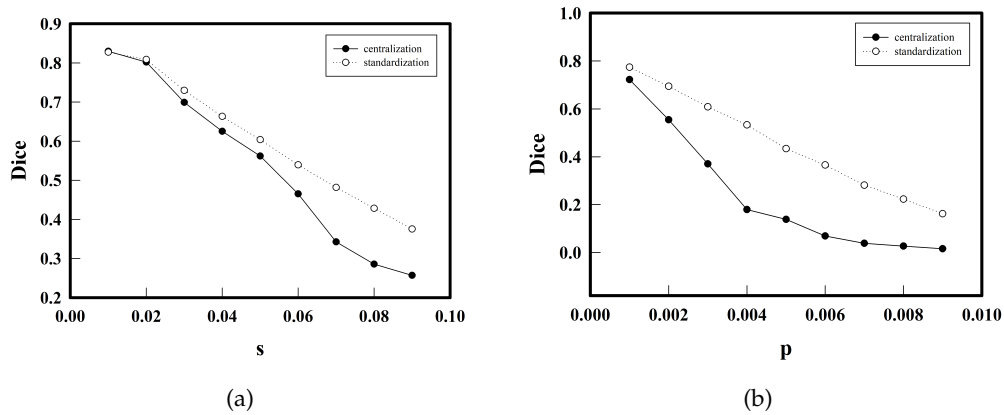 0.9
0.8
0.7
0.6
0.5
0.4
0.3
0.2
Dice
centralization
standardization
0.00 0.02 0.04 0.06 0.08 0.10
s
(a)
1.0
0.8
0.6
0.4
0.2
0.0
Dice
centralization
standardization
0.000 0.002 0.004 0.006 0.008 0.010
p
(b)